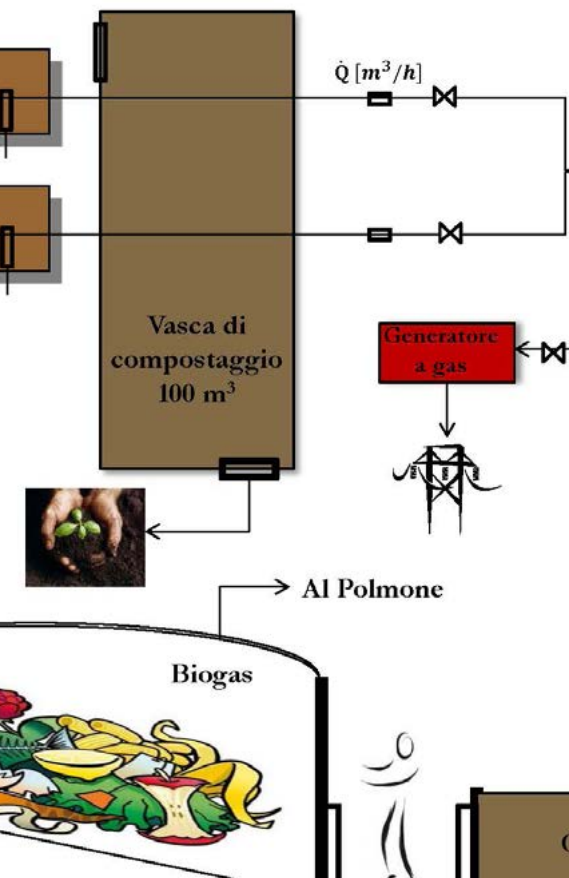 Q̇ [m³/h]
Vasca di
compostaggio
100 m³
Generatore
a gas
Al Polmone
Biogas